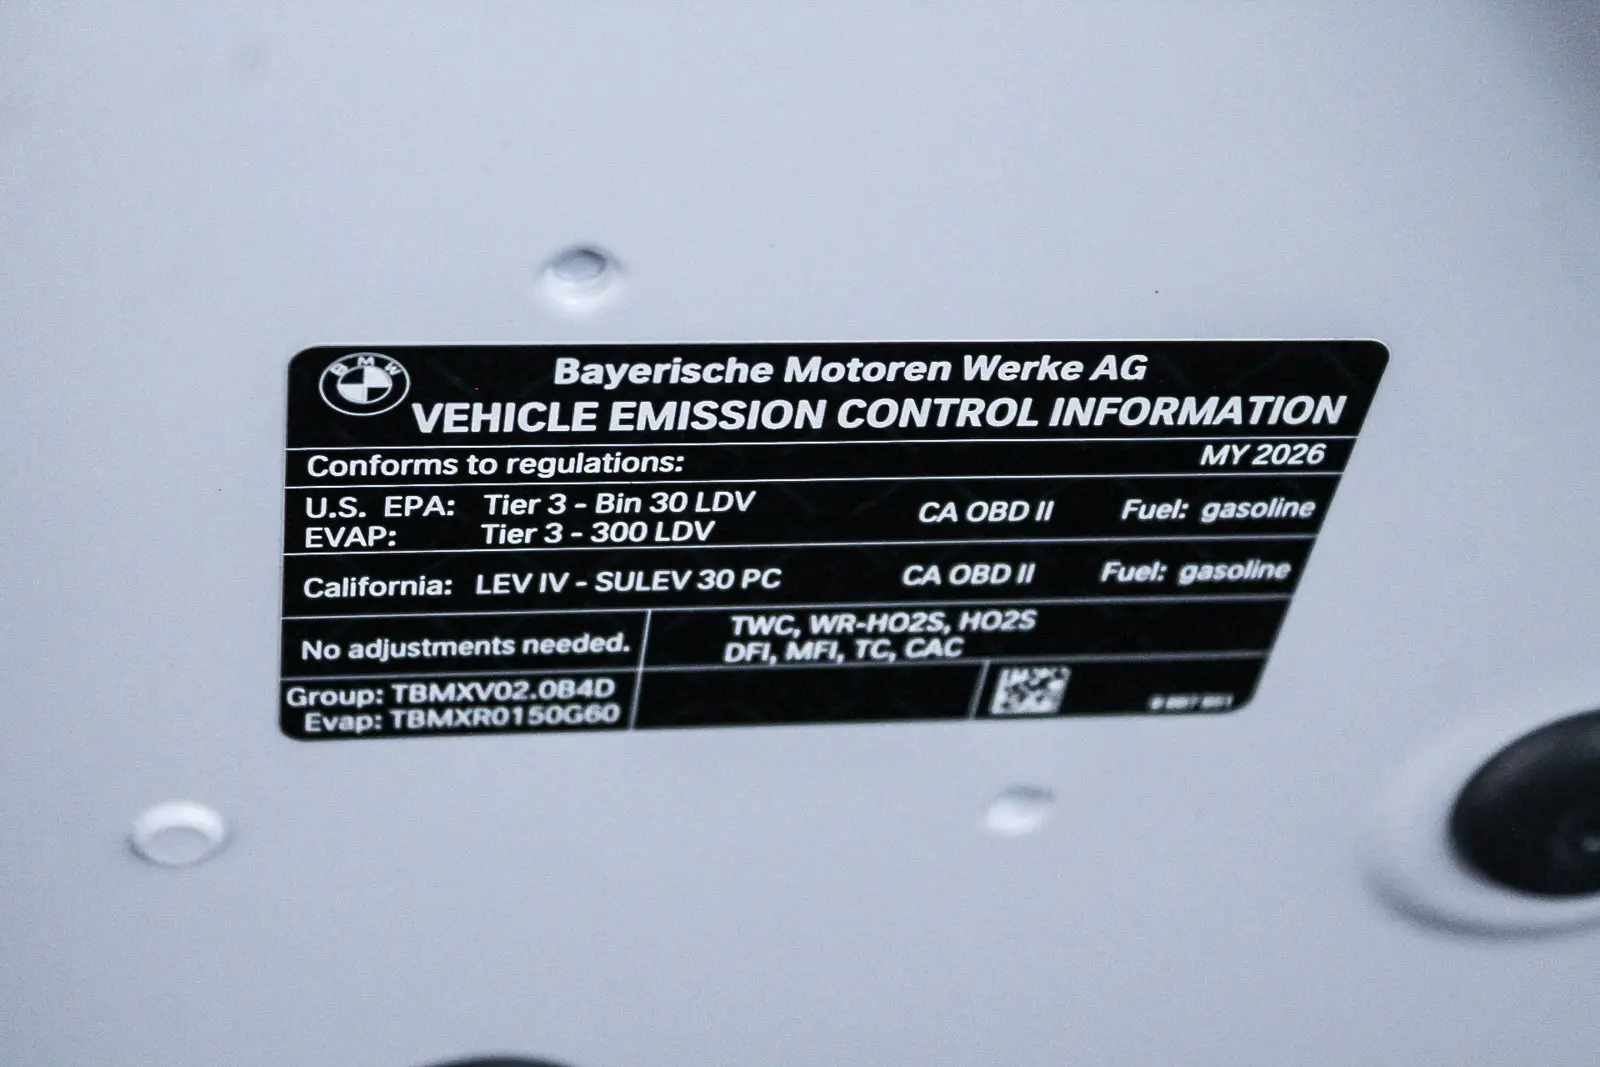 BMW
Bayerische Motoren Werke AG
VEHICLE EMISSION CONTROL INFORMATION
Conforms to regulations: MY 2026
U.S. EPA: Tier 3 - Bin 30 LDV CA OBD II Fuel: gasoline
EVAP: Tier 3 - 300 LDV
California: LEV IV - SULEV 30 PC CA OBD II Fuel: gasoline
No adjustments needed. TWC, WR-HO2S, HO2S
DFI, MFI, TC, CAC
Group: TBMXV02.0B4D
Evap: TBMXR0150G60